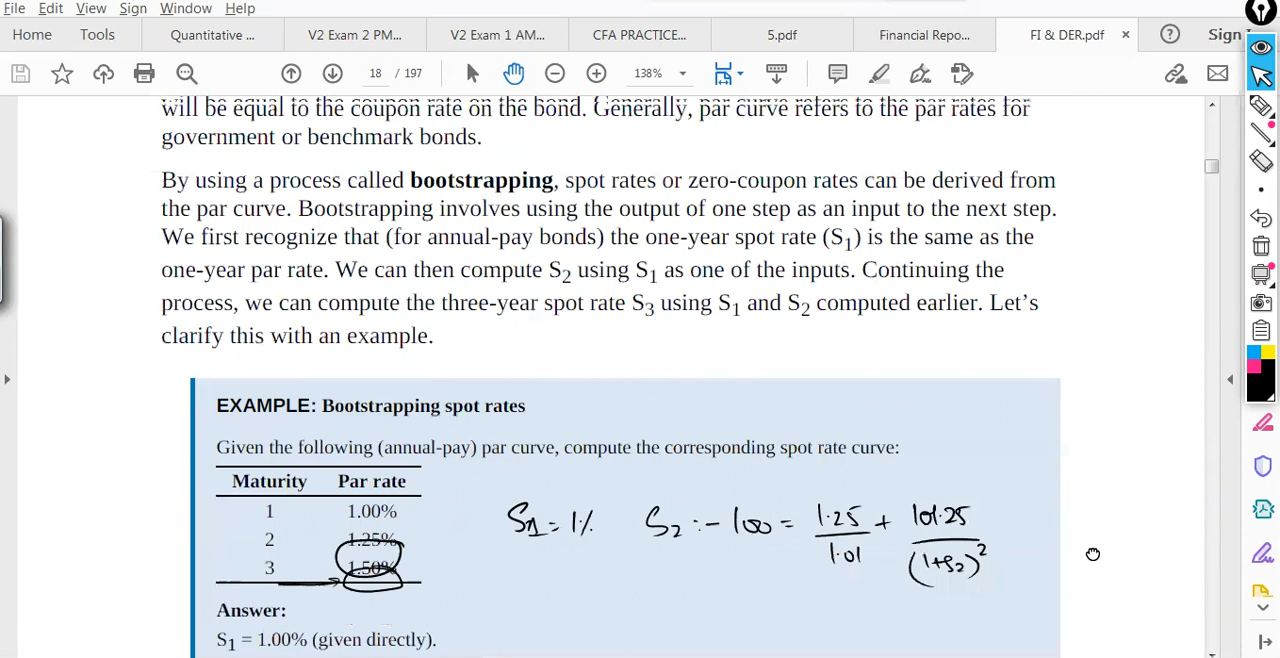 File Edit View Sign Window Help
Home Tools Quantitative ... V2 Exam 2 PM... V2 Exam 1 AM... CFA PRACTICE... 5.pdf Financial Repo... FI & DER.pdf × Sign
18 / 197 138%
will be equal to the coupon rate on the bond. Generally, par curve refers to the par rates for
government or benchmark bonds.
By using a process called bootstrapping, spot rates or zero-coupon rates can be derived from
the par curve. Bootstrapping involves using the output of one step as an input to the next step.
We first recognize that (for annual-pay bonds) the one-year spot rate (S1) is the same as the
one-year par rate. We can then compute S2 using S1 as one of the inputs. Continuing the
process, we can compute the three-year spot rate S3 using S1 and S2 computed earlier. Let’s
clarify this with an example.
EXAMPLE: Bootstrapping spot rates
Given the following (annual-pay) par curve, compute the corresponding spot rate curve:
Maturity Par rate
1 1.00%
2 1.25%
3 1.50%
S1 = 1% S2 :- 100 = 1.25/1.01 + 101.25/(1+S2)^2
Answer:
S1 = 1.00% (given directly).